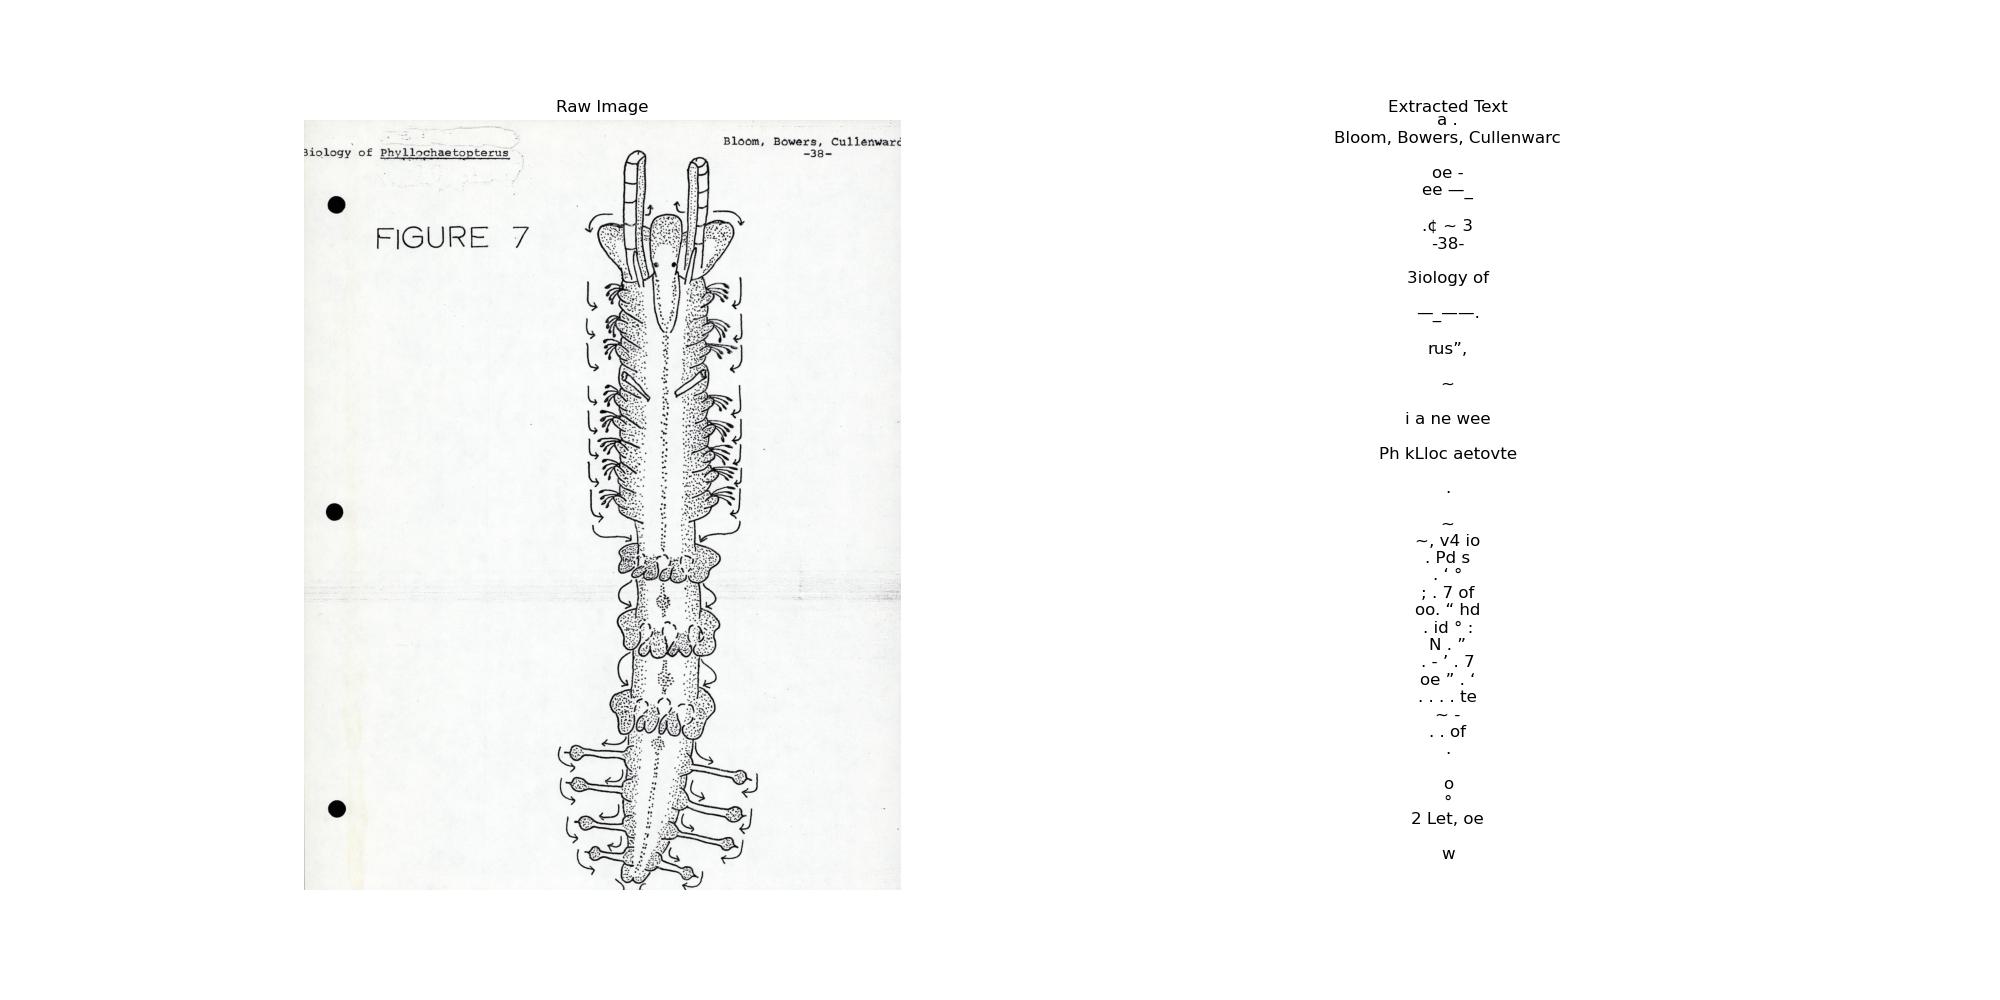 Raw Image
Biology of Phyllochaetopterus
Bloom, Bowers, Cullenward
-38-
FIGURE 7
Extracted Text
a .
Bloom, Bowers, Cullenwarc
oe -
ee —_
.¢ ~ 3
-38-
3iology of
—_——.
rus”,
~
i a ne wee
Ph kLloc aetovte
.
~
~, v4 io
. Pd s
. ‘ °
; . 7 of
oo. “ hd
. id ° :
N . ”
. - ’ . 7
oe ” . ‘
. . . . te
~ -
. . of
.
o
°
2 Let, oe
w